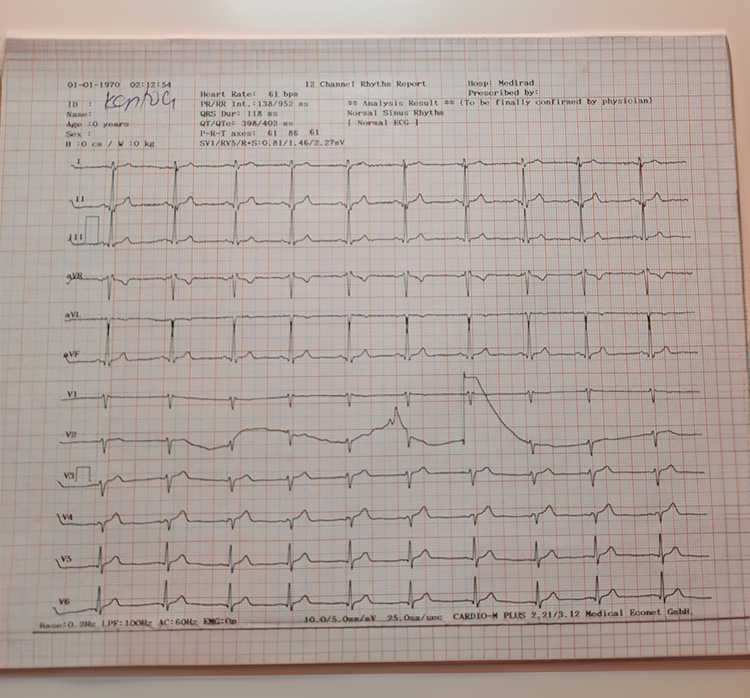 01-01-1970 02:12:54 12 Channel Rhythm Report Hosp: Medirad
Prescribed by:
ID :
Heart Rate: 61 bps
PR/RR Int.:138/952 ms ** Analysis Result ** (To be finally confirmed by physician)
Name:
QRS Dur: 118 ms Normal Sinus Rhythm
Age :0 years
QT/QTc: 398/402 ms [ Normal ECG ]
Sex :
P-R-T axes: 61 86 61
H :0 cm / W :0 kg SV1/RV5/R+S:0.81/1.46/2.27mV
I
II
III
aVR
aVL
aVF
V1
V2
V3
V4
V5
V6
Base:0.2Hz LPF:100Hz AC:60Hz EMG:On 10.0/5.0mm/mV 25.0mm/sec CARDIO-M PLUS 2.21/3.12 Medical Econet GmbH.